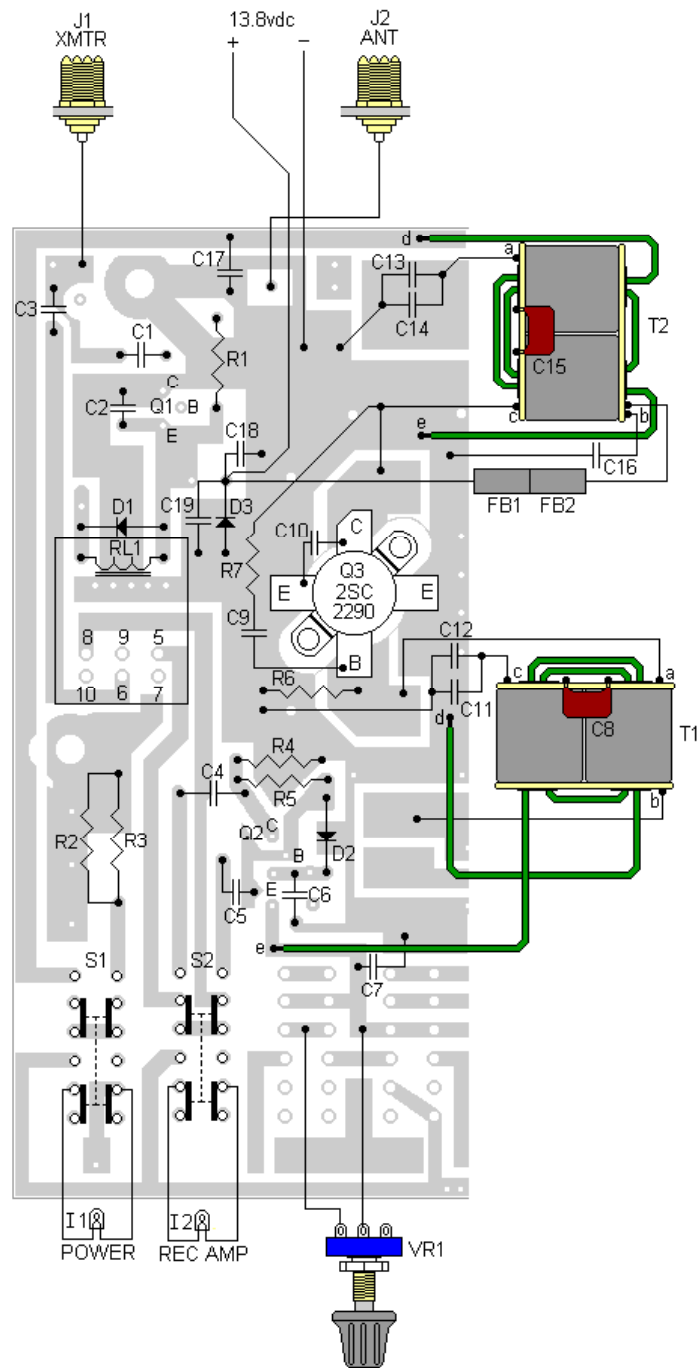 J1
XMTR
13.8vdc
+
−
J2
ANT
d
a
C17
C13
C14
C3
T2
C1
R1
C15
C
Q1
B
C2
E
c
b
e
C18
C16
D1
C19
D3
FB1
FB2
RL1
C10
C
R7
E
Q3
2SC
2290
E
C9
B
8
9
5
10
6
7
C12
c
a
R6
C11
d
C8
T1
R4
C4
R5
b
R2
R3
Q2
C
D2
B
E
C5
C6
e
S1
S2
C7
I1
POWER
I2
REC AMP
VR1